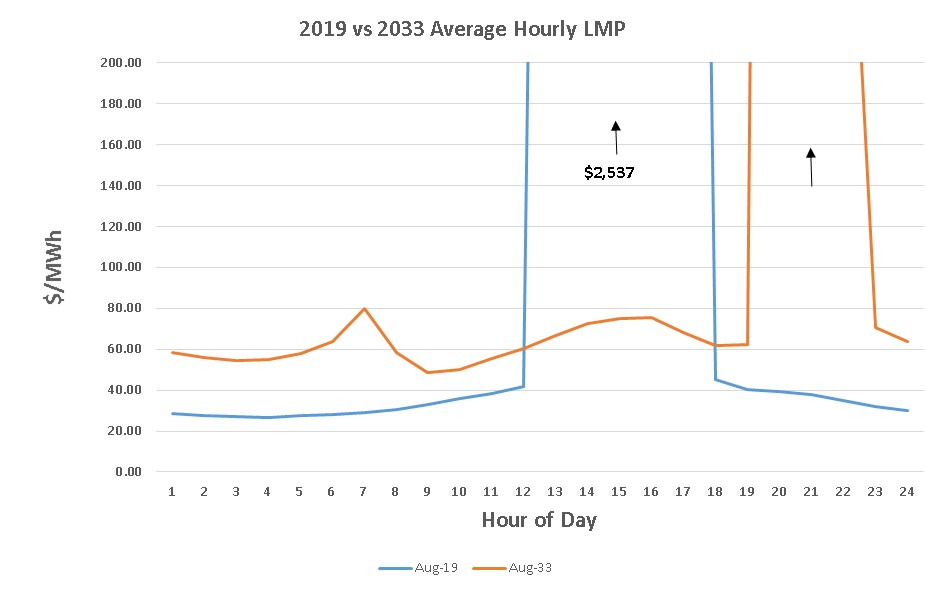 2019 vs 2033 Average Hourly LMP
200.00
180.00
160.00
140.00
120.00
100.00
80.00
60.00
40.00
20.00
0.00
$/MWh
$2,537
1 2 3 4 5 6 7 8 9 10 11 12 13 14 15 16 17 18 19 20 21 22 23 24
Hour of Day
Aug-19 Aug-33